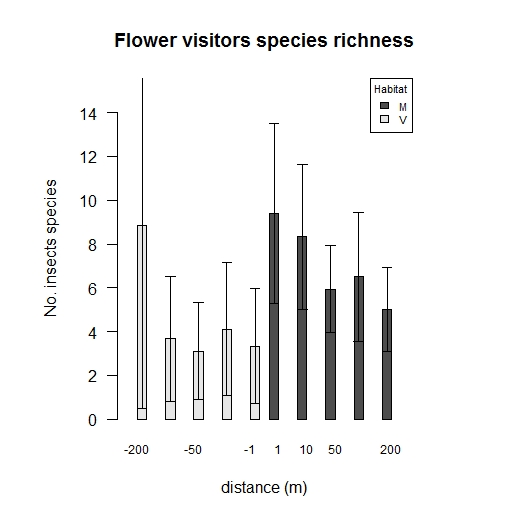 Flower visitors species richness
Habitat
M
V
No. insects species
14
12
10
8
6
4
2
0
-200 -50 -1 1 10 50 200
distance (m)